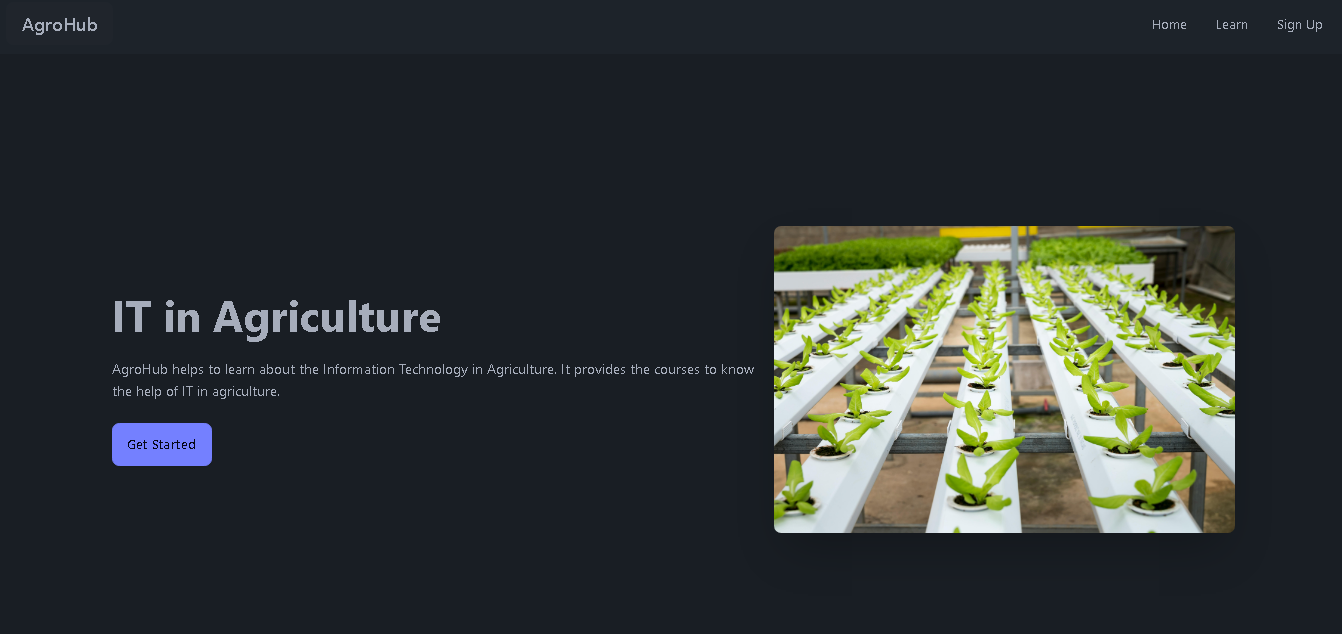 AgroHub
Home Learn Sign Up
IT in Agriculture
AgroHub helps to learn about the Information Technology in Agriculture. It provides the courses to know
the help of IT in agriculture.
Get Started